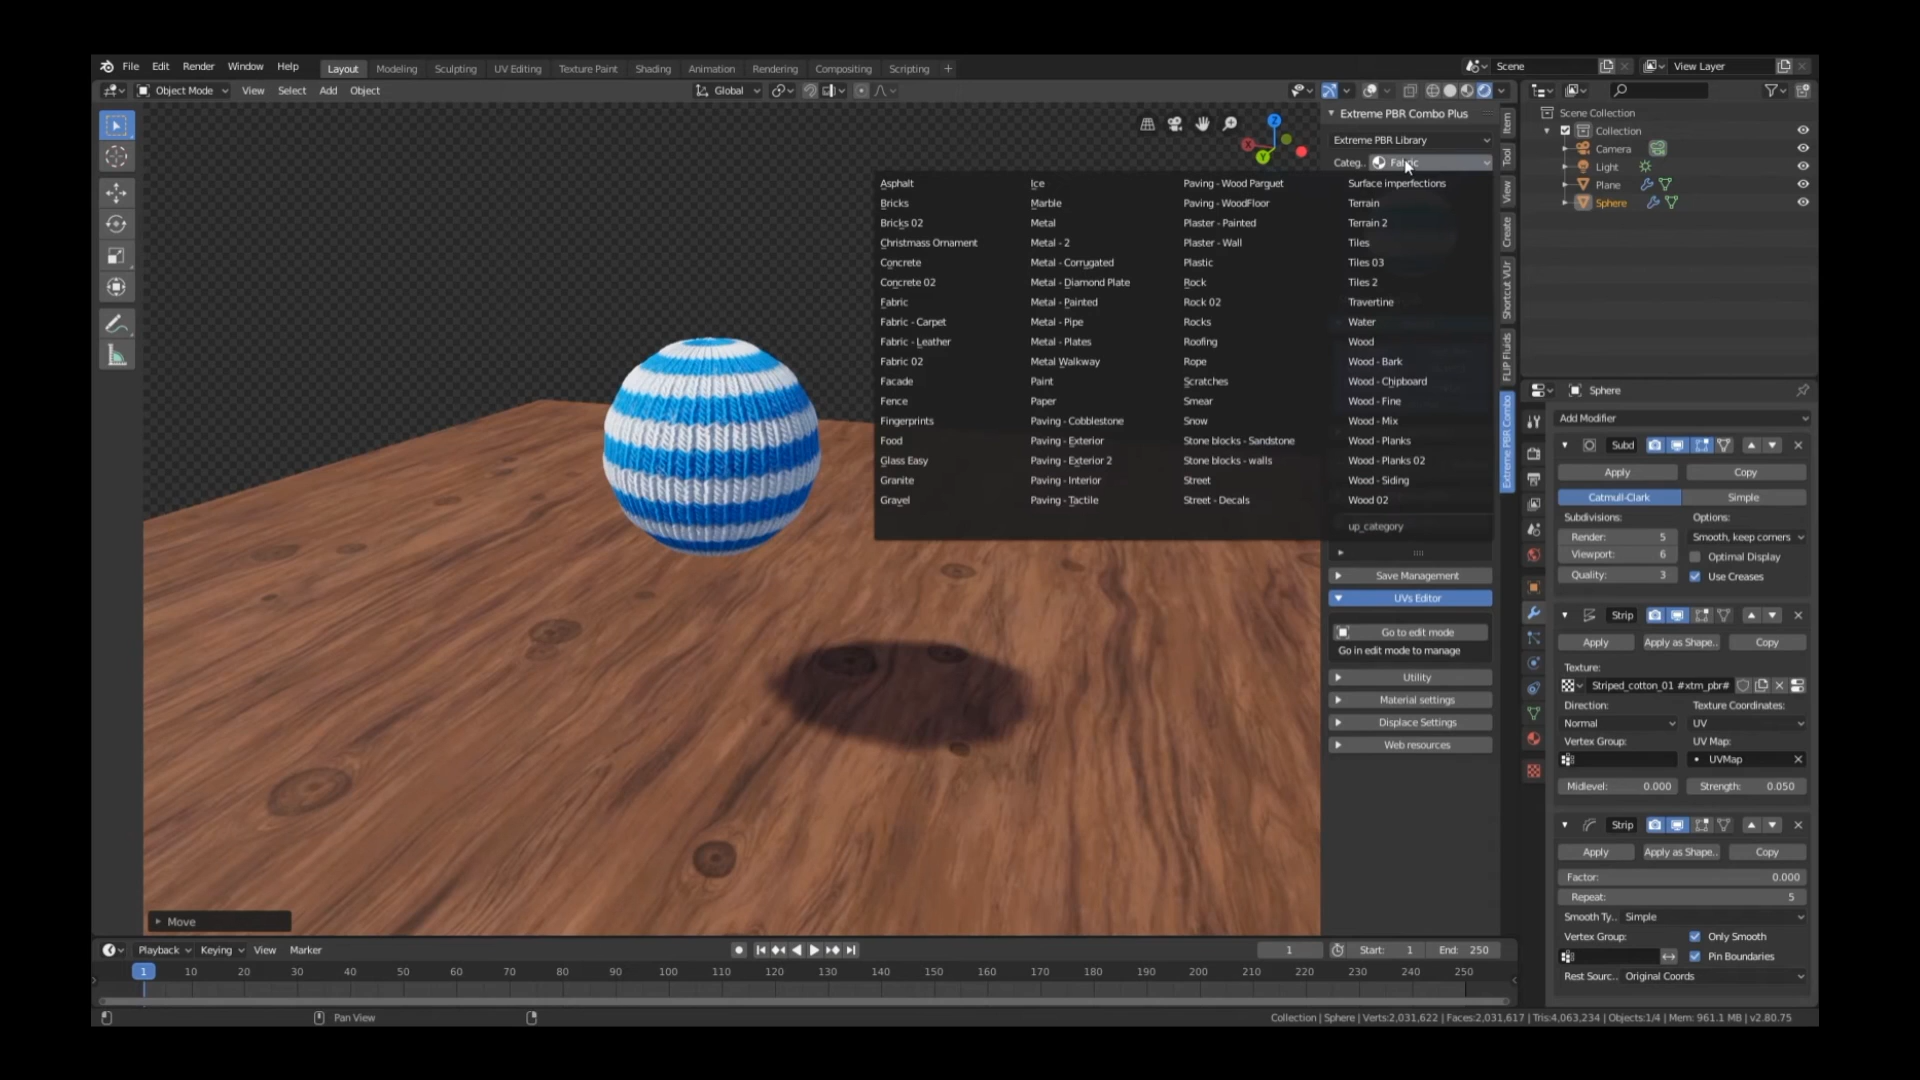 File Edit Render Window Help
Layout Modeling Sculpting UV Editing Texture Paint Shading Animation Rendering Compositing Scripting +
Scene
View Layer
Object Mode View Select Add Object
Global
Extreme PBR Combo Plus
Extreme PBR Library
Categ.. Fabric
Asphalt Ice Paving - Wood Parquet Surface imperfections
Bricks Marble Paving - WoodFloor Terrain
Bricks 02 Metal Plaster - Painted Terrain 2
Christmass Ornament Metal - 2 Plaster - Wall Tiles
Concrete Metal - Corrugated Plastic Tiles 03
Concrete 02 Metal - Diamond Plate Rock Tiles 2
Fabric Metal - Painted Rock 02 Travertine
Fabric - Carpet Metal - Pipe Rocks Water
Fabric - Leather Metal - Plates Roofing Wood
Fabric 02 Metal Walkway Rope Wood - Bark
Facade Paint Scratches Wood - Chipboard
Fence Paper Smear Wood - Fine
Fingerprints Paving - Cobblestone Snow Wood - Mix
Food Paving - Exterior Stone blocks - Sandstone Wood - Planks
Glass Easy Paving - Exterior 2 Stone blocks - walls Wood - Planks 02
Granite Paving - Interior Street Wood - Siding
Gravel Paving - Tactile Street - Decals Wood 02
up_category
Save Management
UVs Editor
Go to edit mode
Go in edit mode to manage
Utility
Material settings
Displace Settings
Web resources
Item
Tool
View
Create
Shortcut VUr
FLIP Fluids
Extreme PBR Combo
Scene Collection
Collection
Camera
Light
Plane
Sphere
Sphere
Add Modifier
Subd
Apply Copy
Catmull-Clark Simple
Subdivisions: Options:
Render: 5 Smooth, keep corners
Viewport: 6 Optimal Display
Quality: 3 Use Creases
Strip
Apply Apply as Shape.. Copy
Texture:
Striped_cotton_01 #xtm_pbr#
Direction: Texture Coordinates:
Normal UV
Vertex Group: UV Map:
UVMap
Midlevel: 0.000 Strength: 0.050
Strip
Apply Apply as Shape.. Copy
Factor: 0.000
Repeat: 5
Smooth Ty.. Simple
Vertex Group: Only Smooth
Pin Boundaries
Rest Sourc.. Original Coords
Z
X
Y
Move
Playback Keying View Marker
1 Start: 1 End: 250
1 10 20 30 40 50 60 70 80 90 100 110 120 130 140 150 160 170 180 190 200 210 220 230 240 250
Pan View
Collection | Sphere | Verts:2,031,622 | Faces:2,031,617 | Tris:4,063,234 | Objects:1/4 | Mem: 961.1 MB | v2.80.75